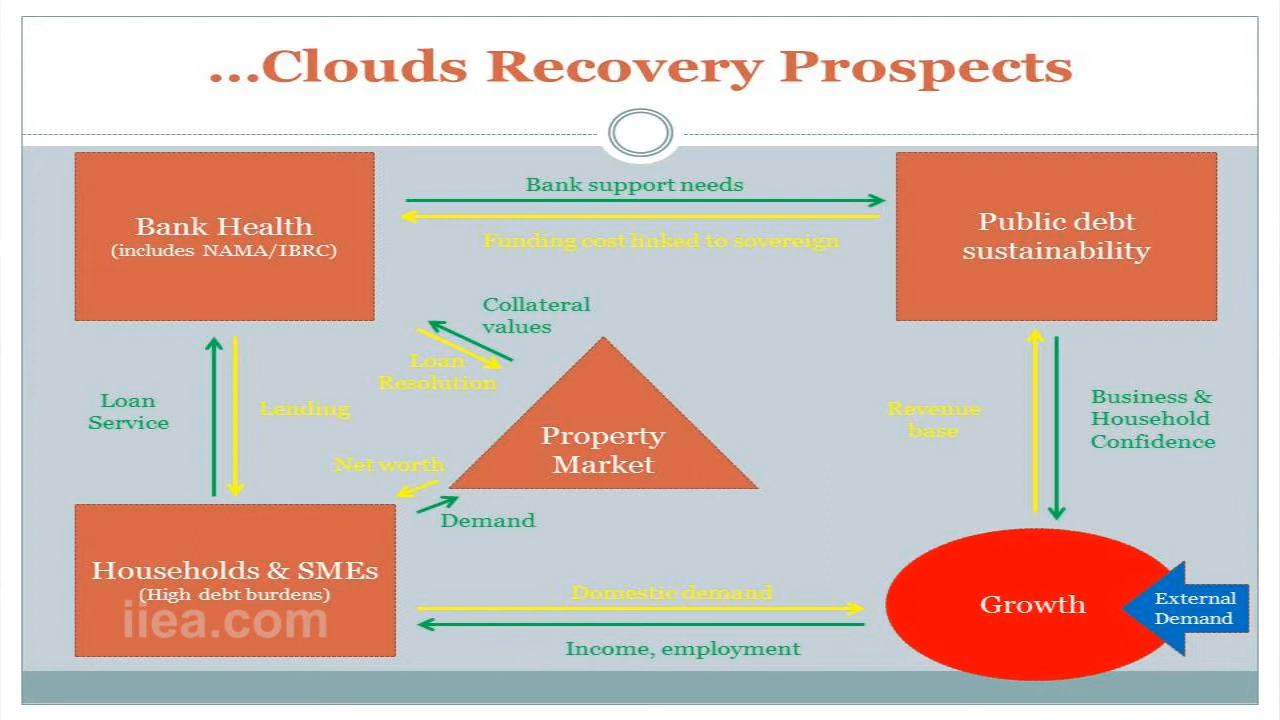 ...Clouds Recovery Prospects
Bank Health
(includes NAMA/IBRC)
Bank support needs
Funding cost linked to sovereign
Public debt
sustainability
Collateral
values
Loan
Resolution
Loan
Service
Lending
Property
Market
Revenue
base
Business &
Household
Confidence
Net worth
Demand
Households & SMEs
(High debt burdens)
iiea.com
Domestic demand
Income, employment
Growth
External
Demand